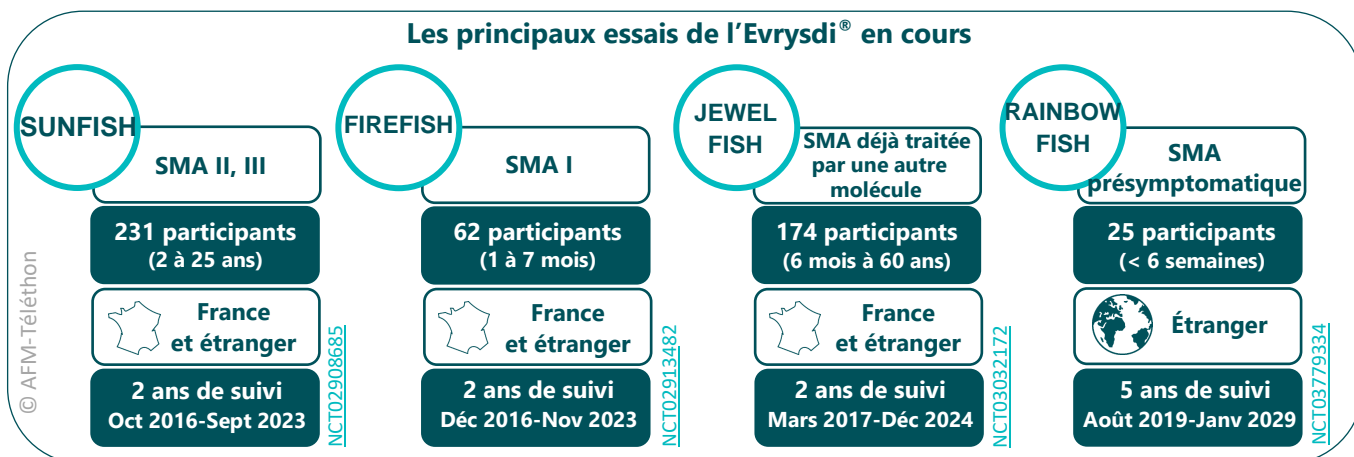 Les principaux essais de l’Evrysdi® en cours
SUNFISH
SMA II, III
231 participants
(2 à 25 ans)
France
et étranger
2 ans de suivi
Oct 2016-Sept 2023
NCT02908685
FIREFISH
SMA I
62 participants
(1 à 7 mois)
France
et étranger
2 ans de suivi
Déc 2016-Nov 2023
NCT02913482
JEWEL
FISH
SMA déjà traitée
par une autre
molécule
174 participants
(6 mois à 60 ans)
France
et étranger
2 ans de suivi
Mars 2017-Déc 2024
NCT03032172
RAINBOW
FISH
SMA
présymptomatique
25 participants
(< 6 semaines)
Étranger
5 ans de suivi
Août 2019-Janv 2029
NCT03779334
© AFM-Téléthon